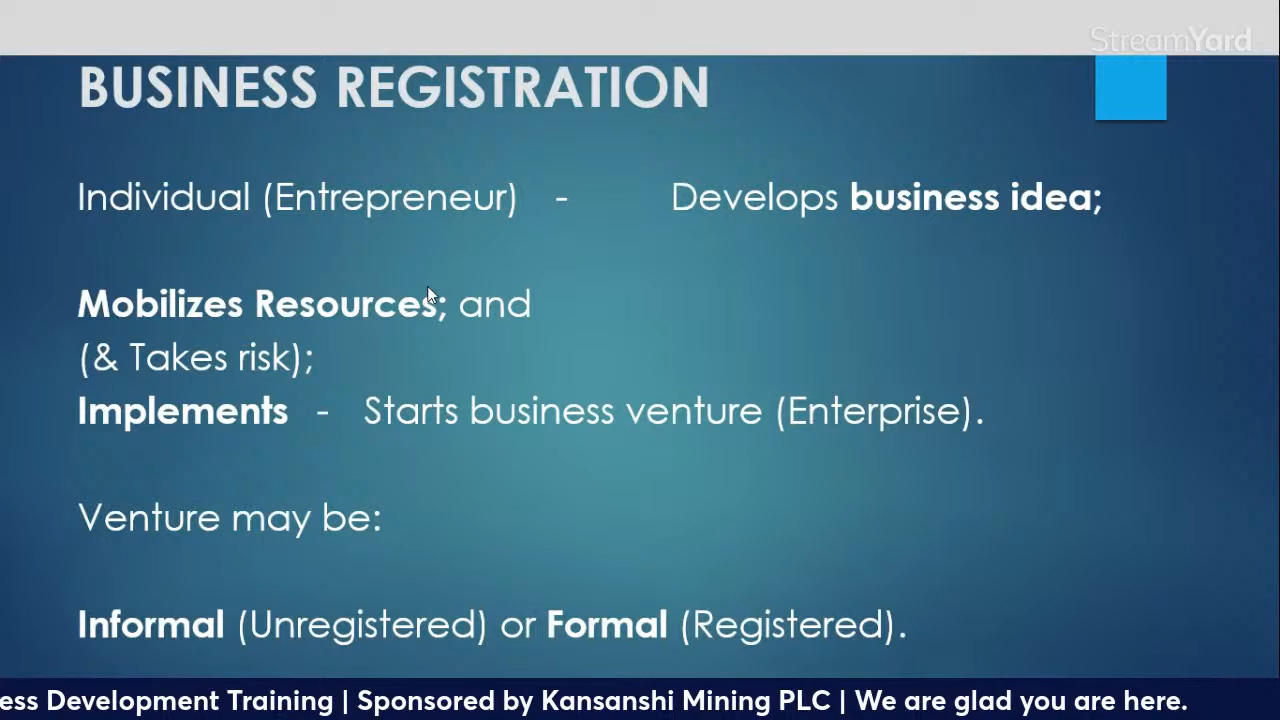 StreamYard
BUSINESS REGISTRATION
Individual (Entrepreneur) - Develops business idea;
Mobilizes Resources; and
(& Takes risk);
Implements - Starts business venture (Enterprise).
Venture may be:
Informal (Unregistered) or Formal (Registered).
ess Development Training | Sponsored by Kansanshi Mining PLC | We are glad you are here.